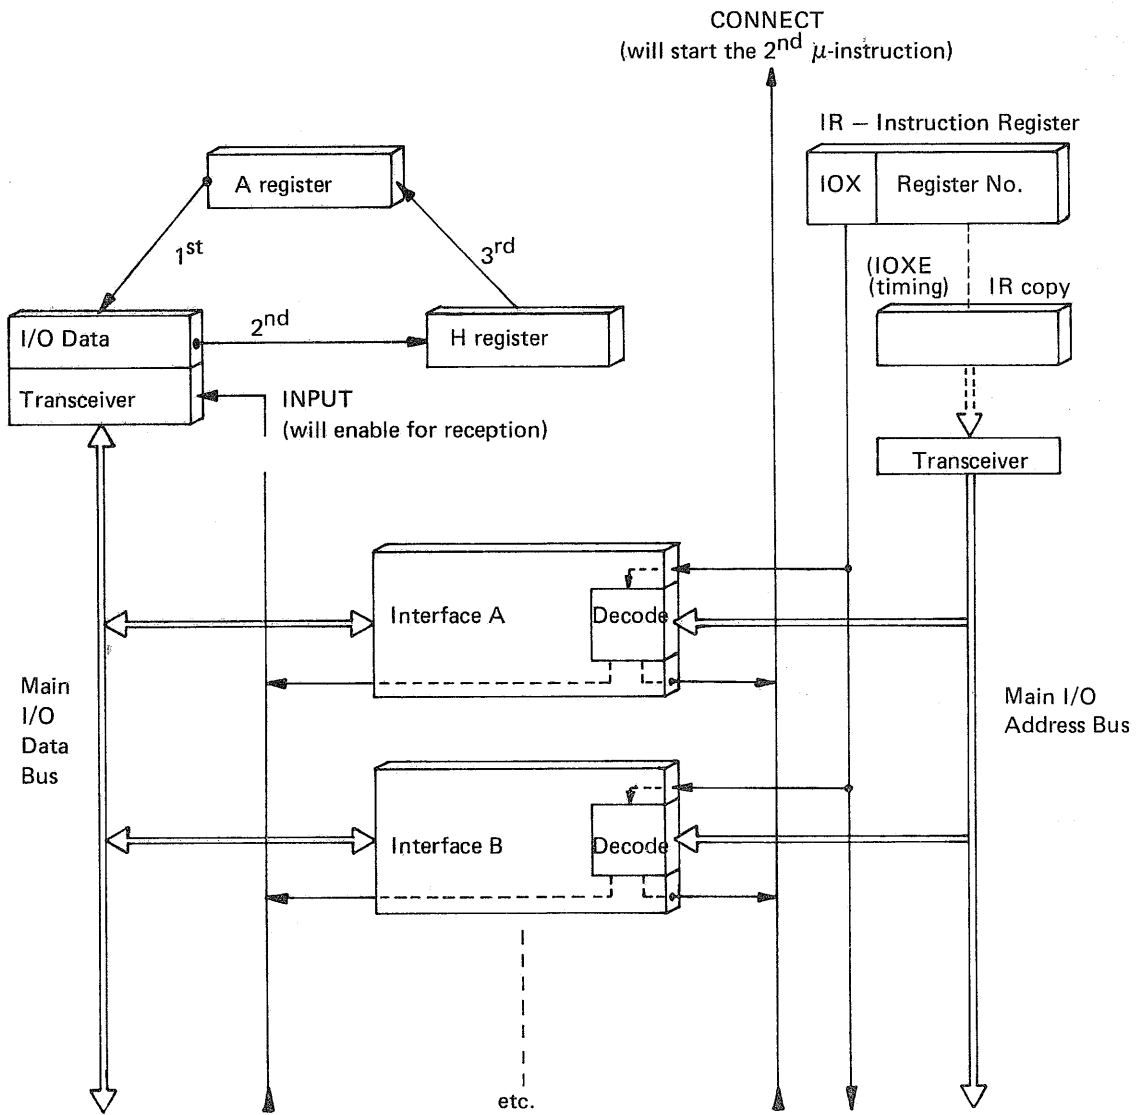 CONNECT
(will start the 2nd μ-instruction)
IR – Instruction Register
IOX
Register No.
A register
1st
3rd
(IOXE
(timing)
IR copy
I/O Data
2nd
H register
Transceiver
INPUT
(will enable for reception)
Transceiver
Interface A
Decode
Main
I/O
Data
Bus
Main I/O
Address Bus
Interface B
Decode
etc.